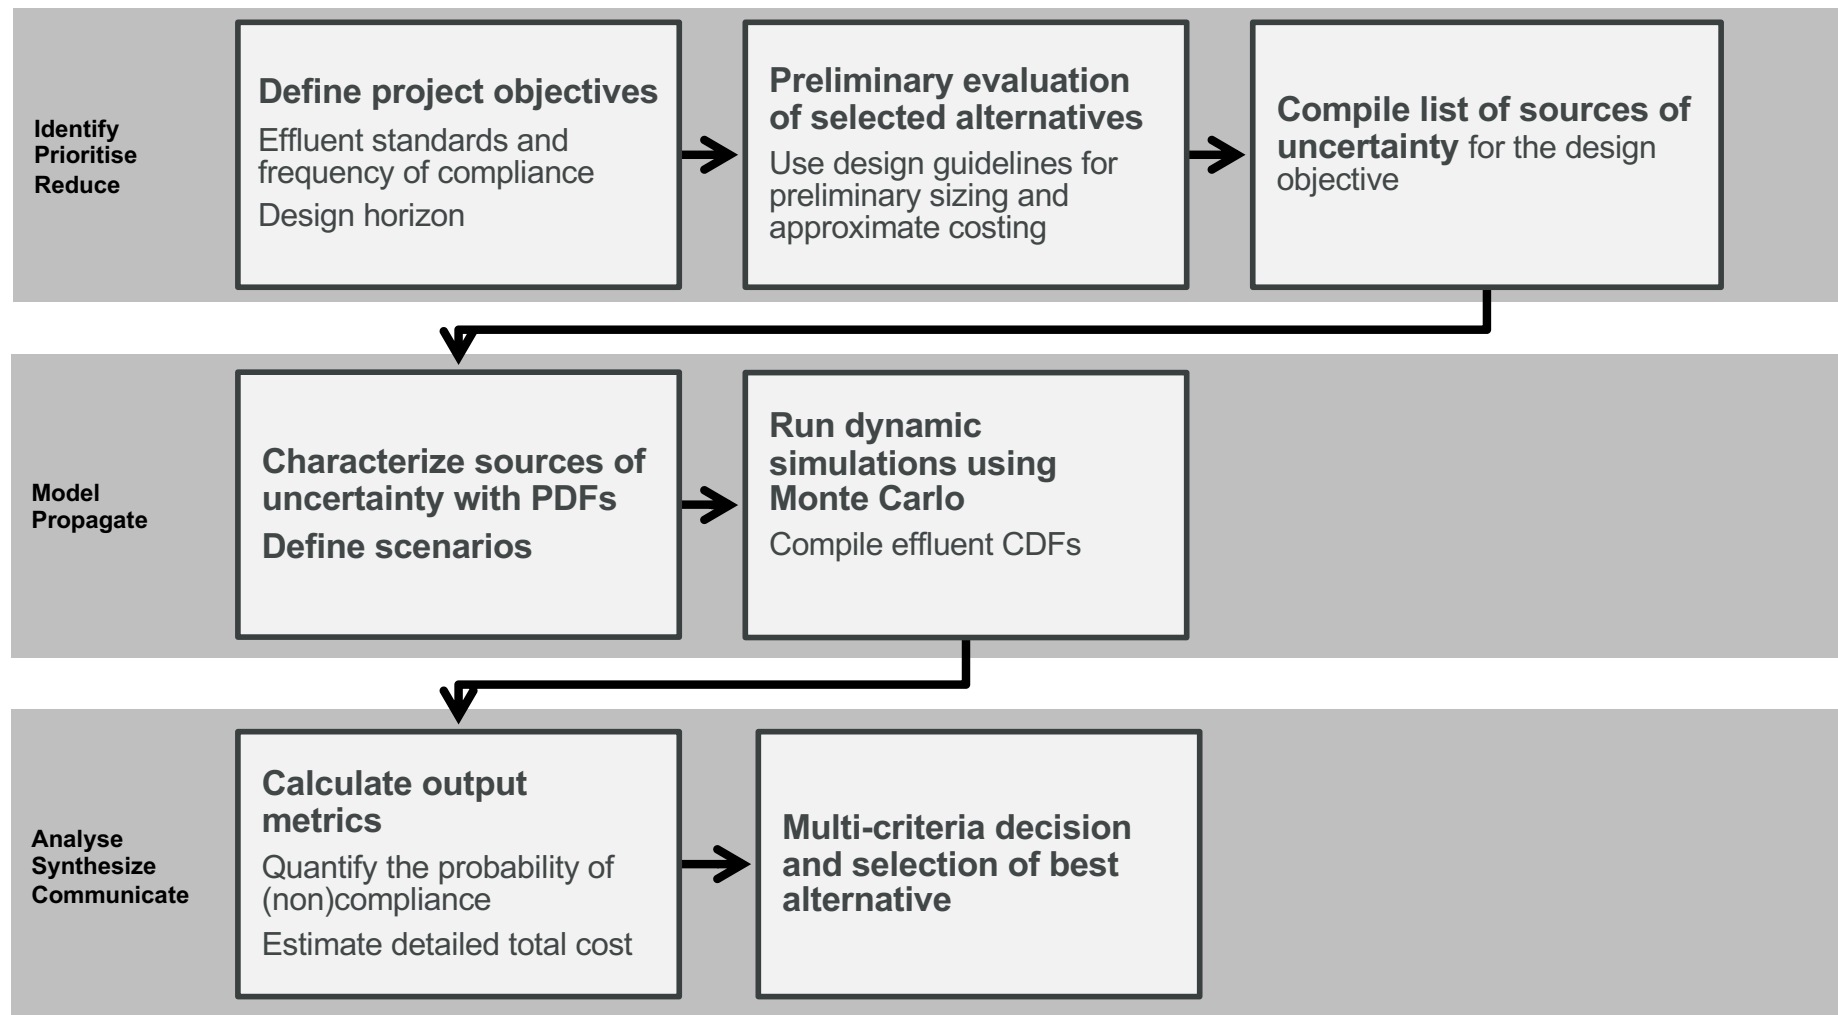 Identify
Prioritise
Reduce
Define project objectives
Effluent standards and
frequency of compliance
Design horizon
Preliminary evaluation
of selected alternatives
Use design guidelines for
preliminary sizing and
approximate costing
Compile list of sources of
uncertainty for the design
objective
Model
Propagate
Characterize sources of
uncertainty with PDFs
Define scenarios
Run dynamic
simulations using
Monte Carlo
Compile effluent CDFs
Analyse
Synthesize
Communicate
Calculate output
metrics
Quantify the probability of
(non)compliance
Estimate detailed total cost
Multi-criteria decision
and selection of best
alternative